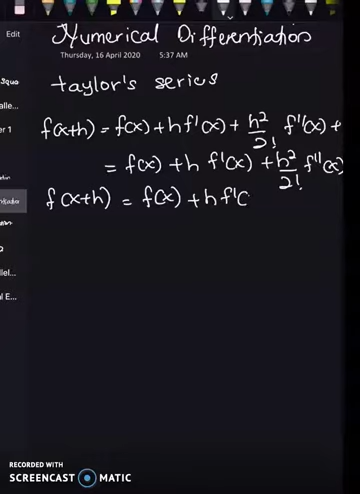 Edit
Numerical Differentiation
Thursday, 16 April 2020 5:37 AM
taylor's series
f(x+h) = f(x) + h f'(x) + h²/2! f''(x) +
= f(x) + h f'(x) + h²/2! f''(x)
f(x+h) = f(x) + h f'(
RECORDED WITH
SCREENCAST MATIC